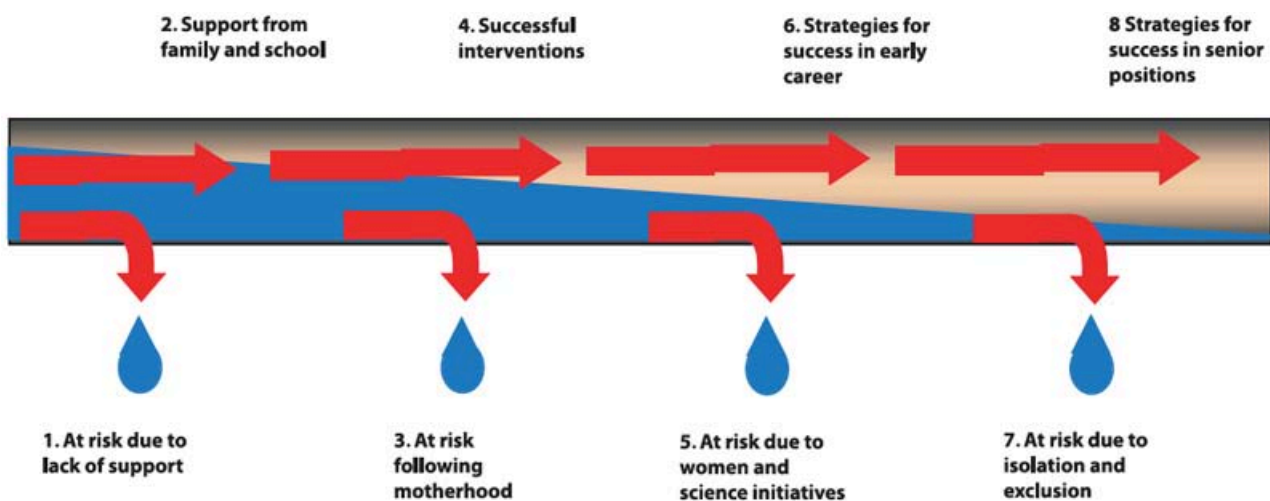 2. Support from
family and school
4. Successful
interventions
6. Strategies for
success in early
career
8 Strategies for
success in senior
positions
1. At risk due to
lack of support
3. At risk
following
motherhood
5. At risk due to
women and
science initiatives
7. At risk due to
isolation and
exclusion